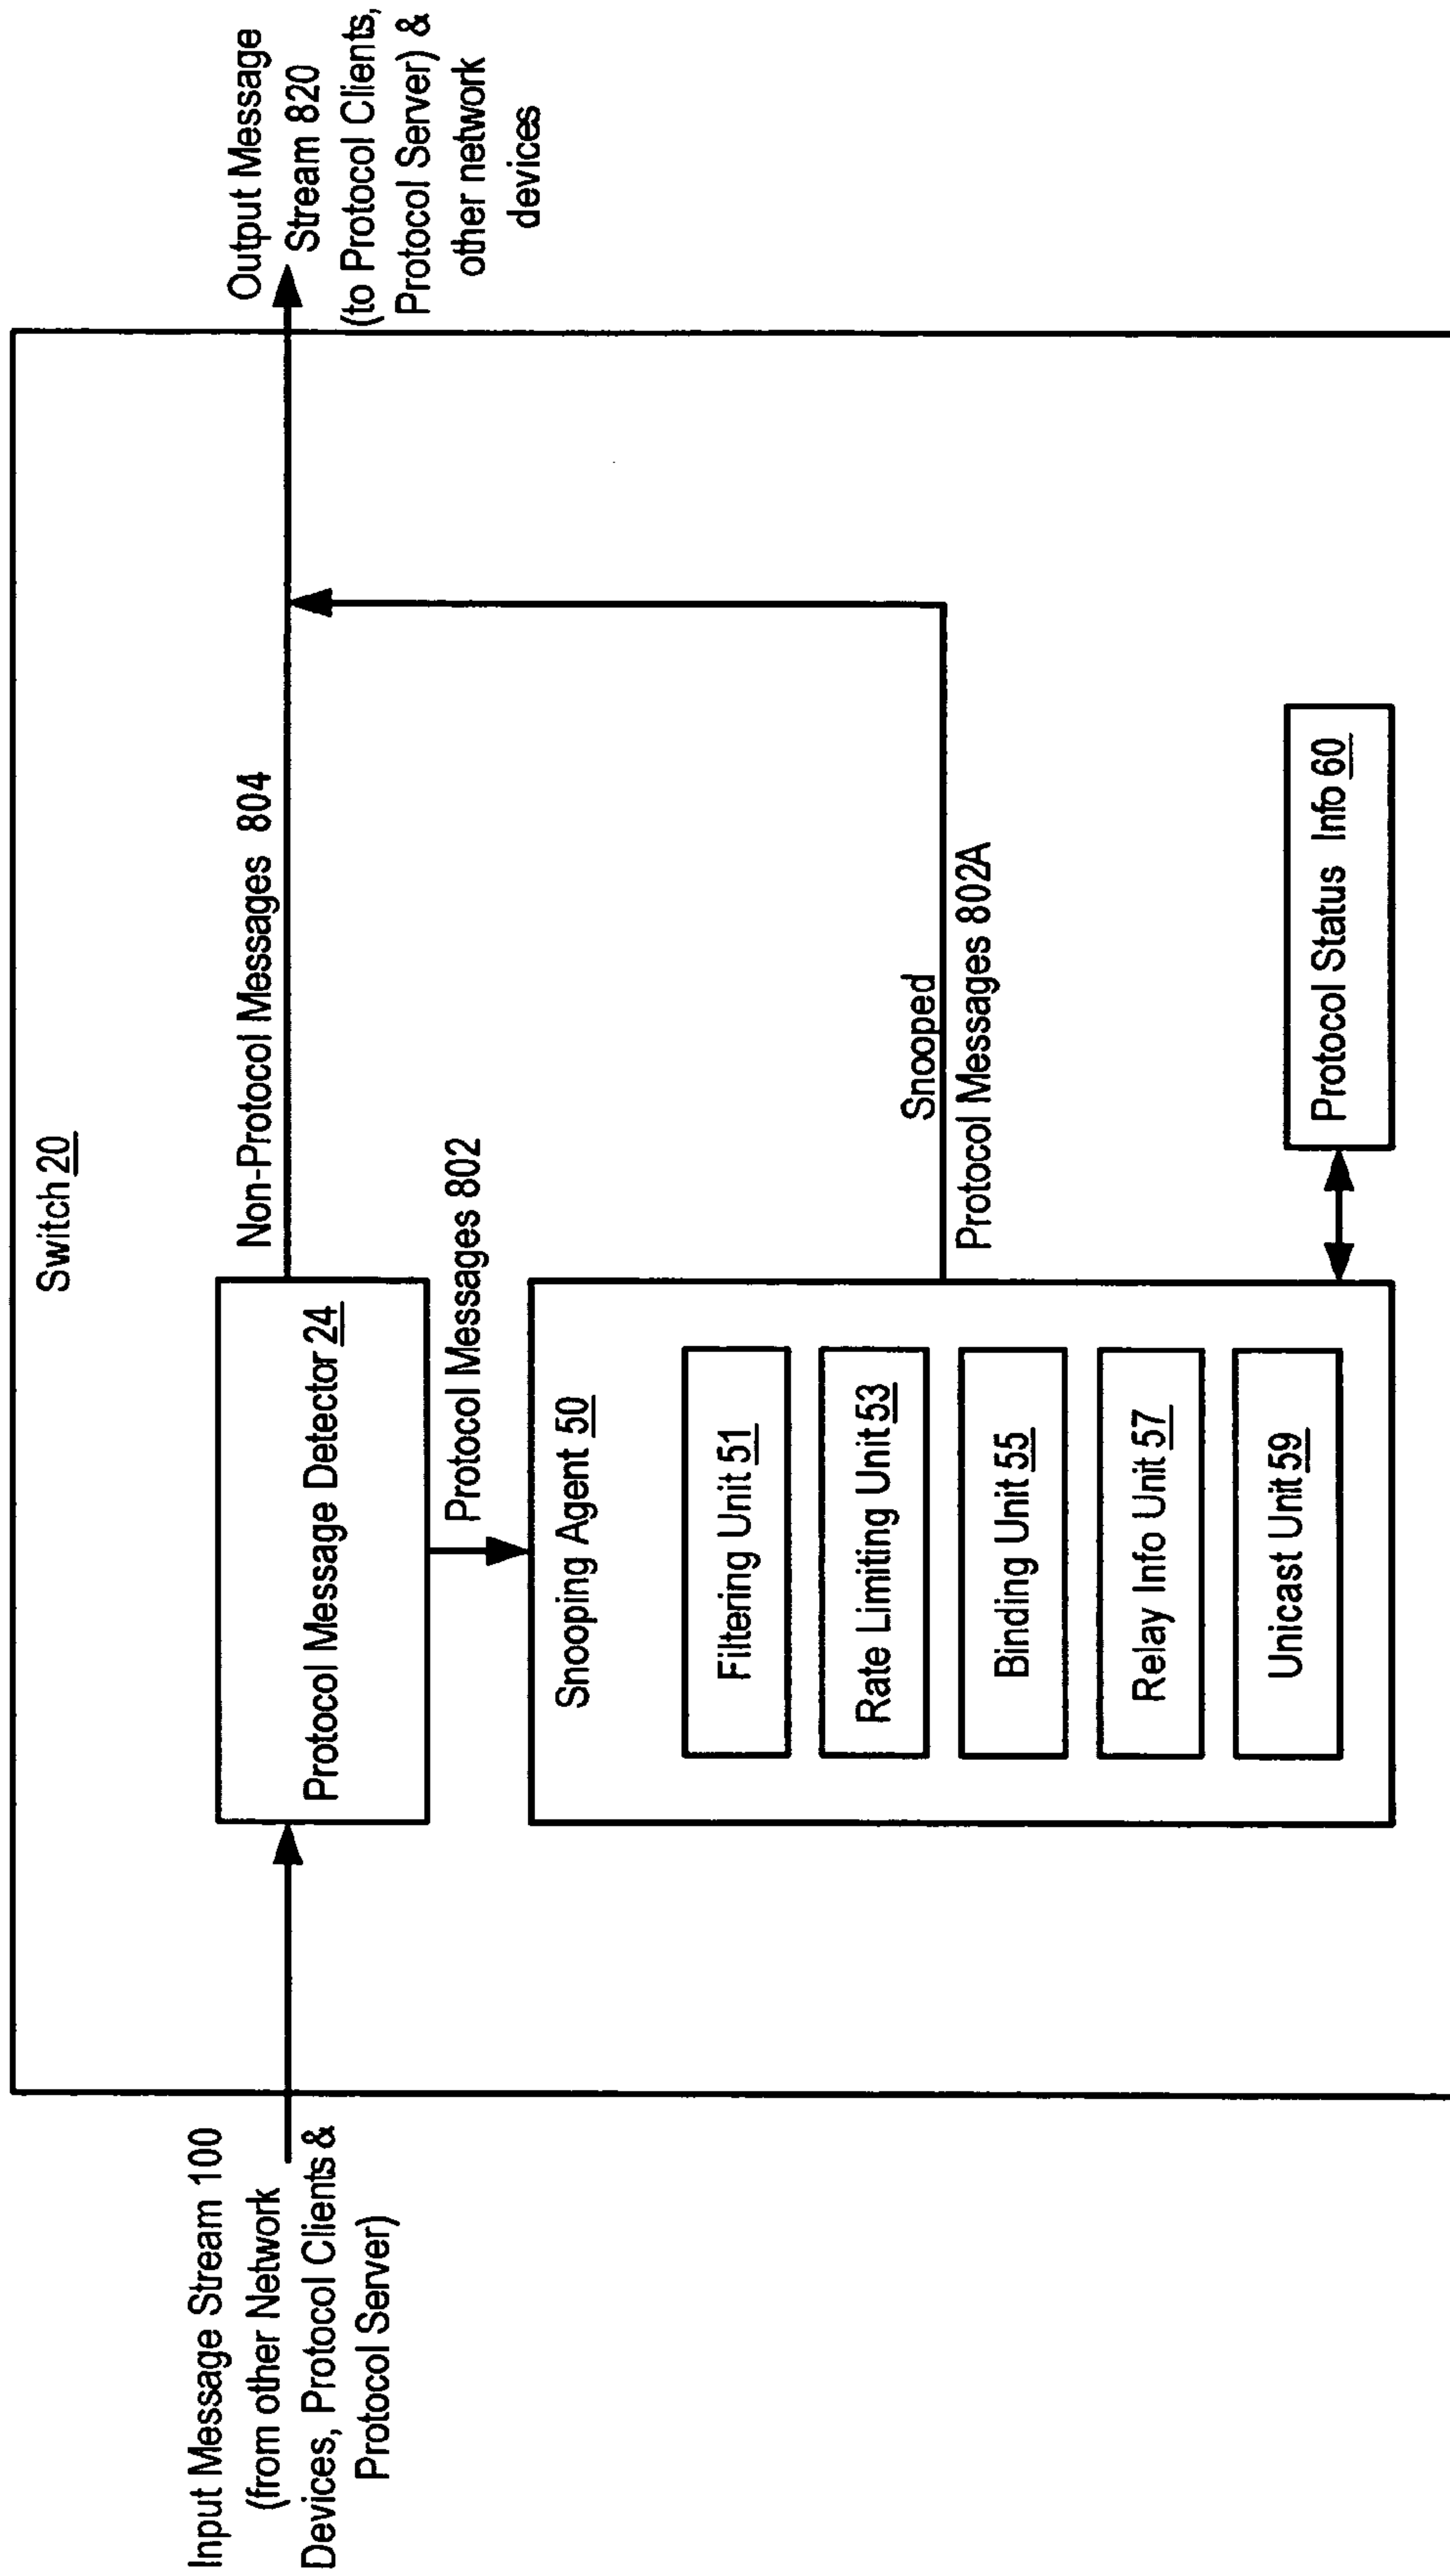 Switch 20
Input Message Stream 100
(from other Network
Devices, Protocol Clients &
Protocol Server)
Protocol Message Detector 24
Non-Protocol Messages 804
Output Message
Stream 820
(to Protocol Clients,
Protocol Server) &
other network
devices
Protocol Messages 802
Snooping Agent 50
Filtering Unit 51
Rate Limiting Unit 53
Binding Unit 55
Relay Info Unit 57
Unicast Unit 59
Snooped
Protocol Messages 802A
Protocol Status Info 60